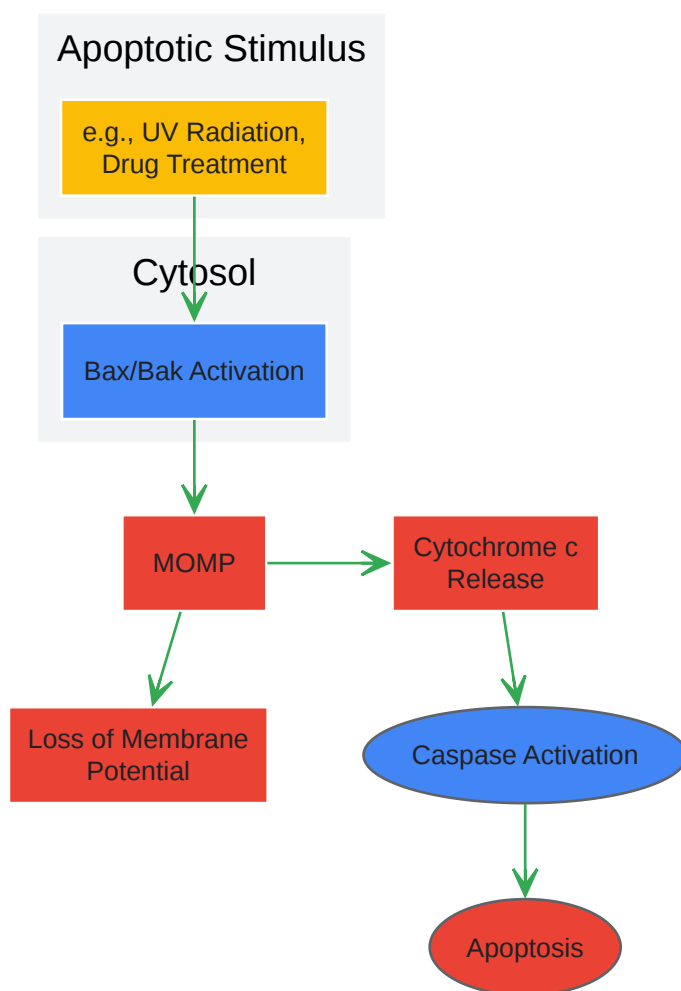 Apoptotic Stimulus
e.g., UV Radiation,
Drug Treatment
Cytosol
Bax/Bak Activation
MOMP
Cytochrome c
Release
Loss of Membrane
Potential
Caspase Activation
Apoptosis